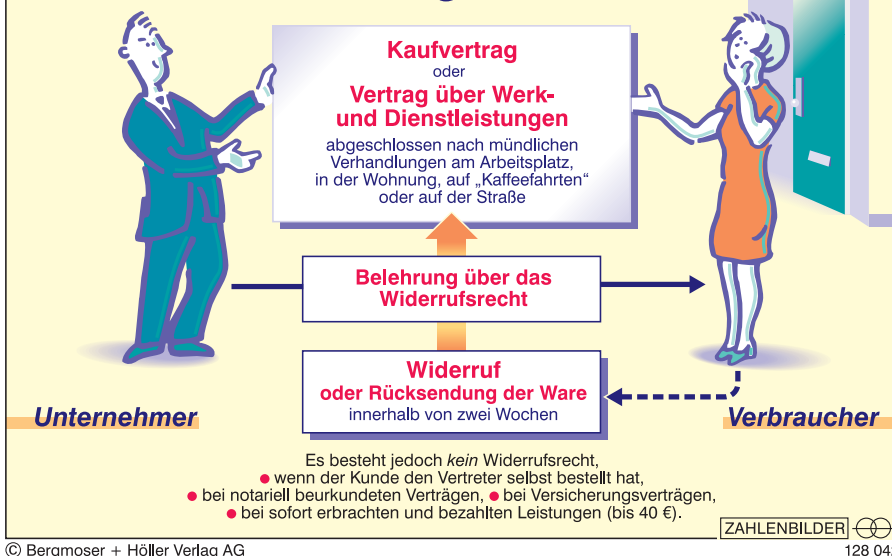 Kaufvertrag
oder
Vertrag über Werk-
und Dienstleistungen
abgeschlossen nach mündlichen
Verhandlungen am Arbeitsplatz,
in der Wohnung, auf „Kaffeefahrten“
oder auf der Straße
Belehrung über das
Widerrufsrecht
Widerruf
oder Rücksendung der Ware
innerhalb von zwei Wochen
Unternehmer
Verbraucher
Es besteht jedoch kein Widerrufsrecht,
● wenn der Kunde den Vertreter selbst bestellt hat,
● bei notariell beurkundeten Verträgen, ● bei Versicherungsverträgen,
● bei sofort erbrachten und bezahlten Leistungen (bis 40 €).
ZAHLENBILDER
© Bergmoser + Höller Verlag AG
128 04